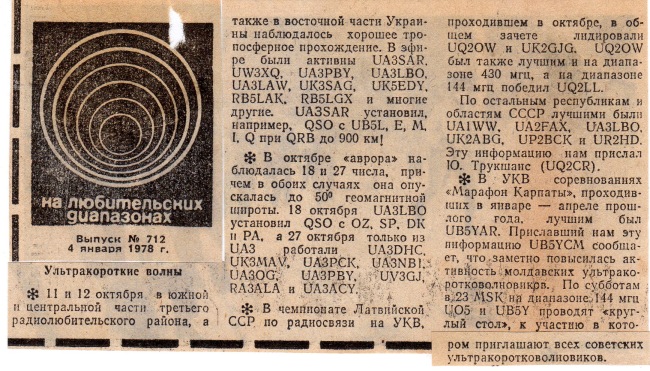 на любительских
диапазонах
Выпуск № 712
4 января 1978 г.
Ультракороткие волны
✻ 11 и 12 октября в южной
и центральной части третьего
радиолюбительского района, а
также в восточной части Украи-
ны наблюдалось хорошее тро-
посферное прохождение. В эфи-
ре были активны UA3SAR,
UW3XQ, UA3PBY, UA3LBO,
UA3LAW, UK3SAG, UK5EDY,
RB5LAK, RB5LGX и многие
другие. UA3SAR установил,
например, QSO с UB5L, E, M,
I, Q при QRB до 900 км!
✻ В октябре «аврора» на-
блюдалась 18 и 27 числа, при-
чем в обоих случаях она опу-
скалась до 50° геомагнитной
широты. 18 октября UA3LBO
установил QSO с OZ, SP, DK
и PA, а 27 октября только из
UA3 работали UA3DHC,
UK3MAV, UA3PCK, UA3NBI,
UA3OG, UA3PBY, UV3GJ,
RA3ALA и UA3ACY.
✻ В чемпионате Латвийской
ССР по радиосвязи на УКВ,
проходившем в октябре, в об-
щем зачете лидировали
UQ2OW и UK2GJG, UQ2OW
был также лучшим и на диапа-
зоне 430 мгц, а на диапазоне
144 мгц победил UQ2LL.
По остальным республикам и
областям СССР лучшими были
UA1WW, UA2FAX, UA3LBO,
UK2ABG, UP2BCK и UR2HD.
Эту информацию нам прислал
Ю. Трукшанс (UQ2CR).
✻ В УКВ соревнованиях
«Марафон Карпаты», проходив-
ших в январе — апреле прош-
лого года, лучшим был
UB5YAR. Приславший нам эту
информацию UB5YCM сообща-
ет, что заметно повысилась ак-
тивность молдавских ультрако-
ротковолновиков. По субботам
в 23 MSK на диапазоне 144 мгц
UO5 и UB5Y проводят «круг-
лый стол», к участию в кото-
ром приглашают всех советских
ультракоротковолновиков.